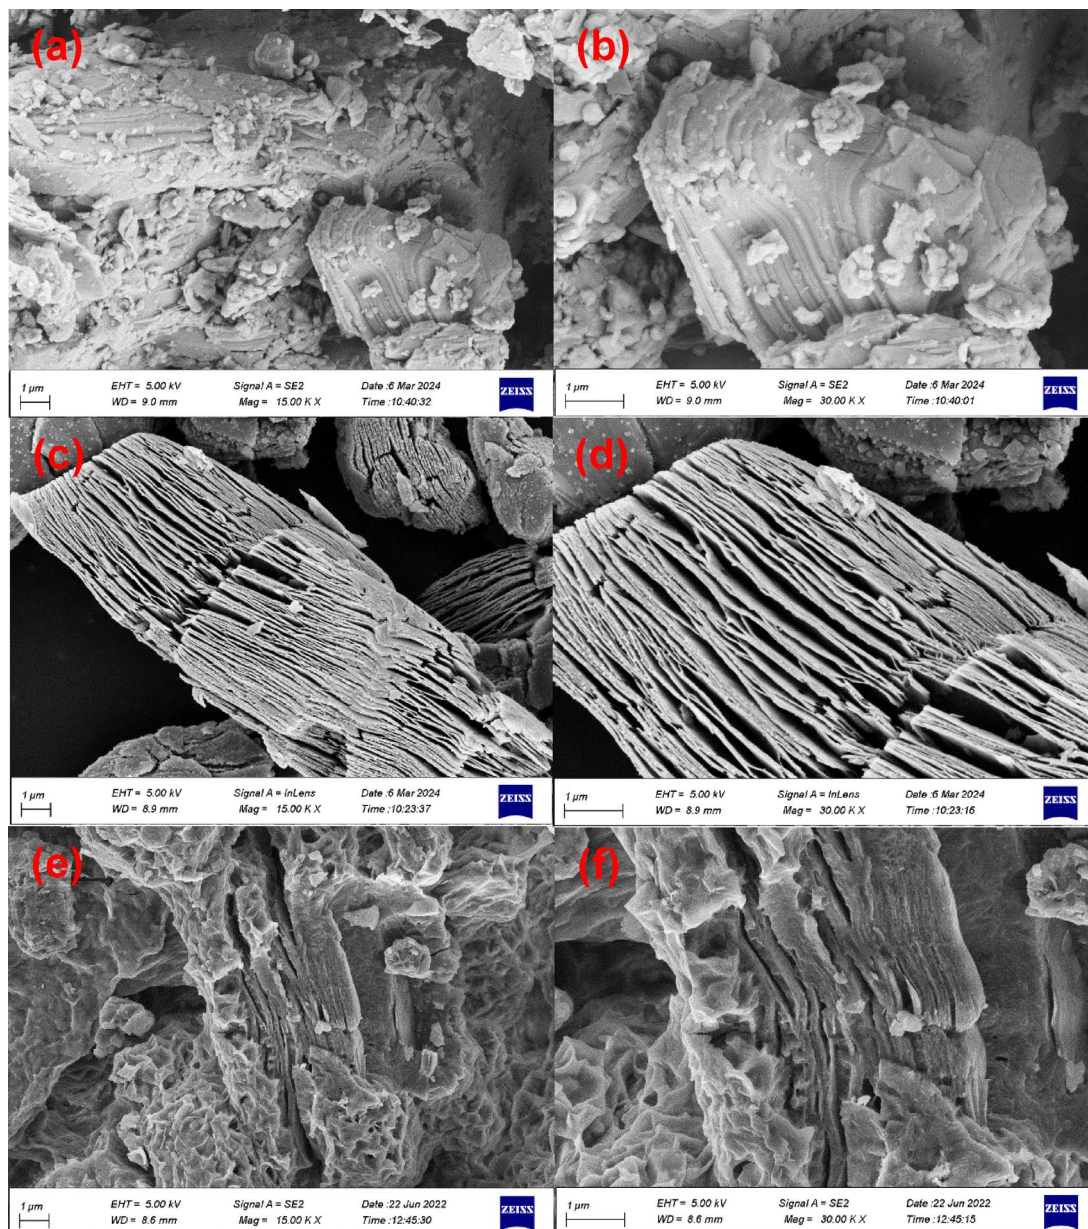 (a)
1 µm
EHT = 5.00 kV
Signal A = SE2
Date :6 Mar 2024
WD = 9.0 mm
Mag = 15.00 K X
Time :10:40:32
ZEISS
(b)
1 µm
EHT = 5.00 kV
Signal A = SE2
Date :6 Mar 2024
WD = 9.0 mm
Mag = 30.00 K X
Time :10:40:01
ZEISS
(c)
1 µm
EHT = 5.00 kV
Signal A = InLens
Date :6 Mar 2024
WD = 8.9 mm
Mag = 15.00 K X
Time :10:23:37
ZEISS
(d)
1 µm
EHT = 5.00 kV
Signal A = InLens
Date :6 Mar 2024
WD = 8.9 mm
Mag = 30.00 K X
Time :10:23:16
ZEISS
(e)
1 µm
EHT = 5.00 kV
Signal A = SE2
Date :22 Jun 2022
WD = 8.6 mm
Mag = 15.00 K X
Time :12:45:30
ZEISS
(f)
1 µm
EHT = 5.00 kV
Signal A = SE2
Date :22 Jun 2022
WD = 8.6 mm
Mag = 30.00 K X
Time :12:45:15
ZEISS